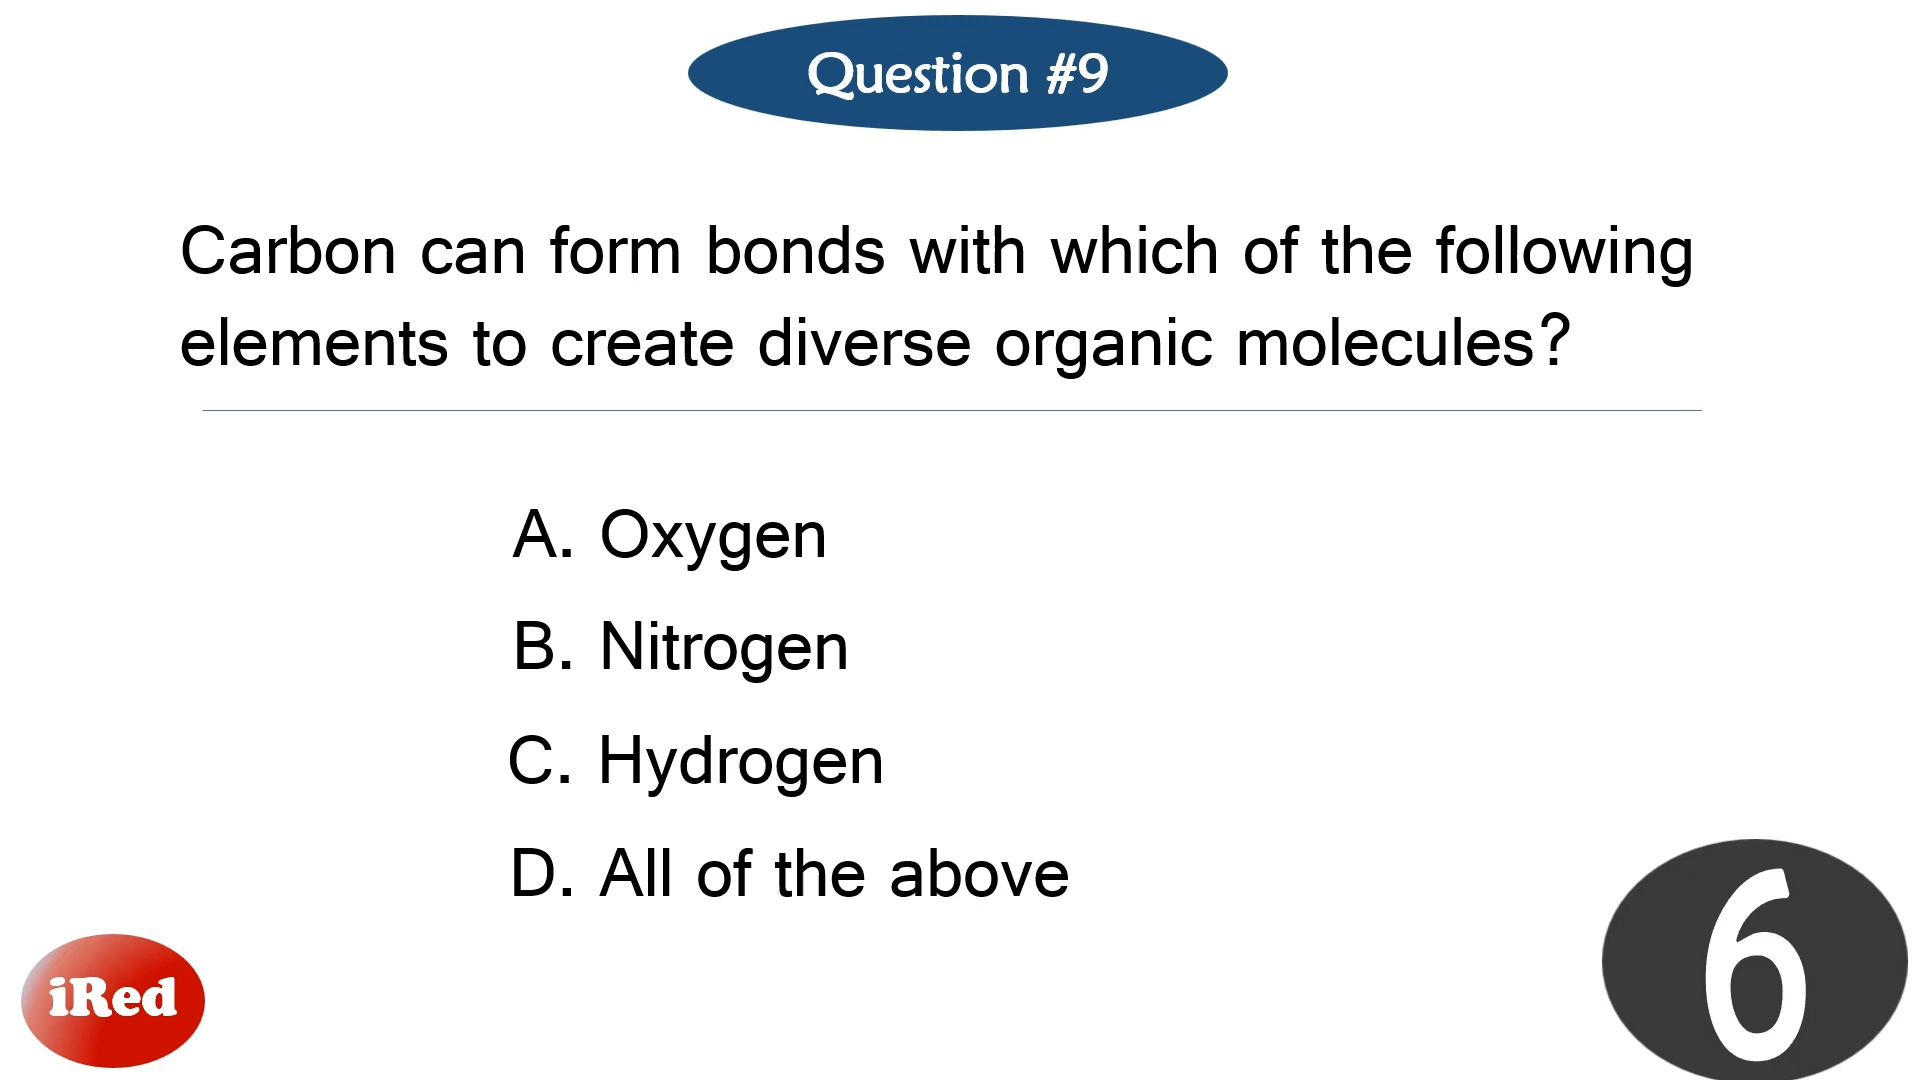 Question #9
Carbon can form bonds with which of the following
elements to create diverse organic molecules?
A. Oxygen
B. Nitrogen
C. Hydrogen
D. All of the above
iRed
6